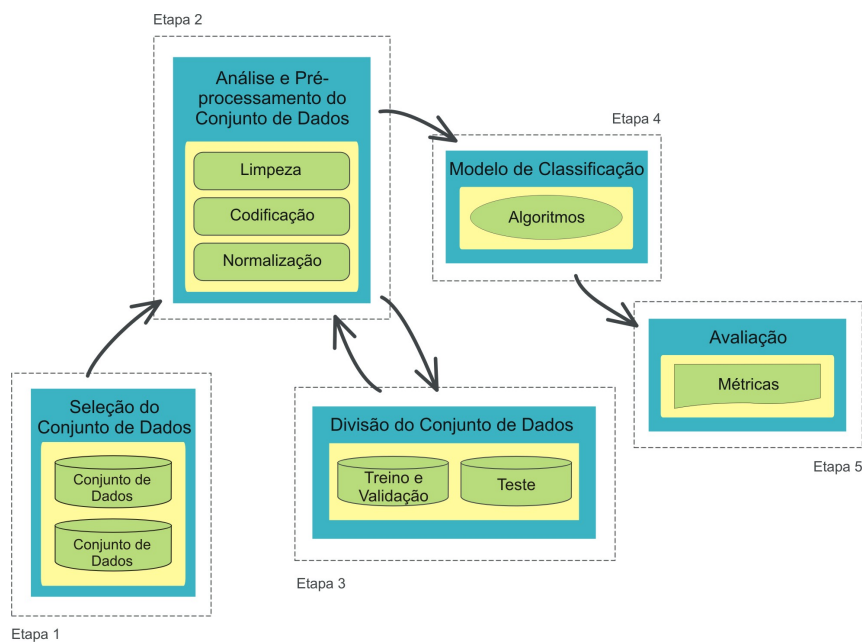 Etapa 2
Análise e Pré-
processamento do
Conjunto de Dados
Limpeza
Codificação
Normalização
Etapa 4
Modelo de Classificação
Algoritmos
Avaliação
Métricas
Etapa 5
Seleção do
Conjunto de Dados
Conjunto de
Dados
Conjunto de
Dados
Etapa 1
Divisão do Conjunto de Dados
Treino e
Validação
Teste
Etapa 3